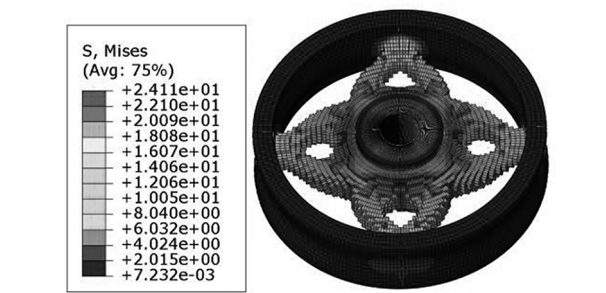 S, Mises
(Avg: 75%)
+2.411e+01
+2.210e+01
+2.009e+01
+1.808e+01
+1.607e+01
+1.406e+01
+1.206e+01
+1.005e+01
+8.040e+00
+6.032e+00
+4.024e+00
+2.015e+00
+7.232e-03